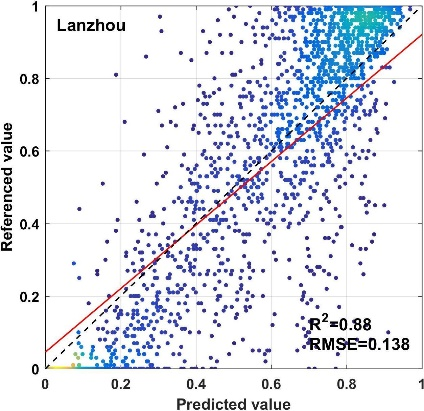 Lanzhou
1
0.8
0.6
0.4
0.2
0
Referenced value
R²=0.88
RMSE=0.138
0 0.2 0.4 0.6 0.8 1
Predicted value